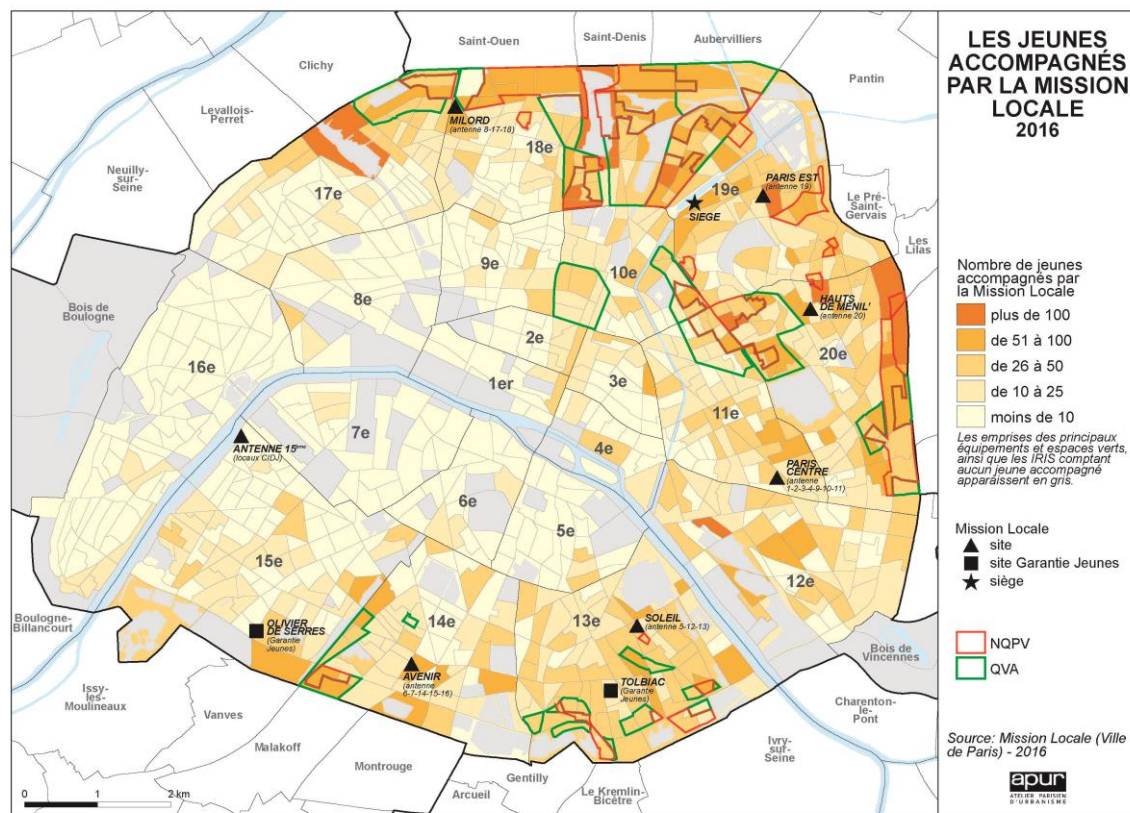 LES JEUNES
ACCOMPAGNÉS
PAR LA MISSION
LOCALE
2016
Saint-Ouen
Saint-Denis
Aubervilliers
Clichy
Pantin
Levallois-
Perret
Neuilly-
sur-
Seine
Le Pré-
Saint-
Gervais
Les
Lilas
Bois de
Boulogne
MILORD
(antenne 8-17-18)
18e
17e
PARIS EST
(antenne 19)
19e
SIEGE
9e
10e
8e
HAUTS
DE MÉNIL'
(antenne 20)
2e
20e
16e
1er
3e
11e
7e
4e
ANTENNE 15ème
(locaux CIDJ)
PARIS
CENTRE
(antenne
1-2-3-4-9-10-11)
6e
5e
15e
12e
14e
13e
SOLEIL
(antenne 5-12-13)
OLIVIER
DE SERRES
(Garantie
Jeunes)
AVENIR
(antenne
6-7-14-15-16)
TOLBIAC
(Garantie
Jeunes)
Boulogne-
Billancourt
Issy-
les-
Moulineaux
Vanves
Malakoff
Montrouge
Arcueil
Gentilly
Le Kremlin-
Bicêtre
Ivry-
sur-
Seine
Charenton-
le-
Pont
Bois de
Vincennes
0 1 2 km
Nombre de jeunes
accompagnés par
la Mission Locale
plus de 100
de 51 à 100
de 26 à 50
de 10 à 25
moins de 10
Les emprises des principaux
équipements et espaces verts,
ainsi que les IRIS comptant
aucun jeune accompagné
apparaissent en gris.
Mission Locale
site
site Garantie Jeunes
siège
NQPV
QVA
Source: Mission Locale (Ville
de Paris) - 2016
apur
ATELIER PARISIEN
D'URBANISME